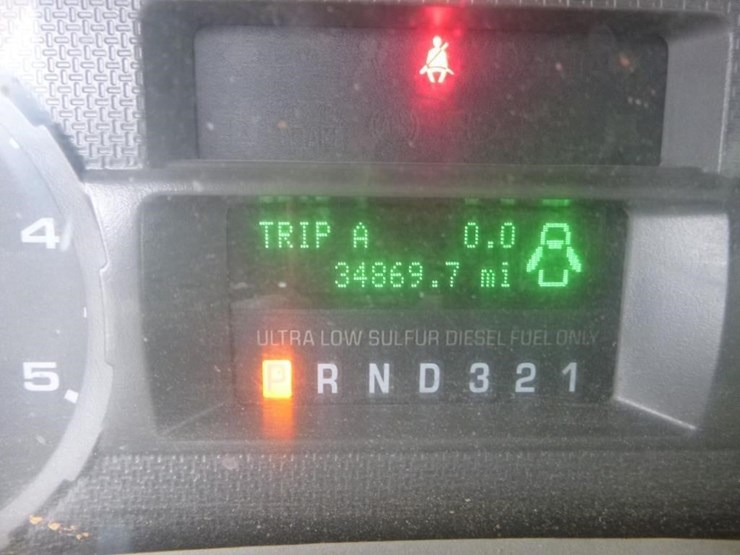 TRIP A 0.0
34869.7 mi
4
ULTRA LOW SULFUR DIESEL FUEL ONLY
5
P R N D 3 2 1